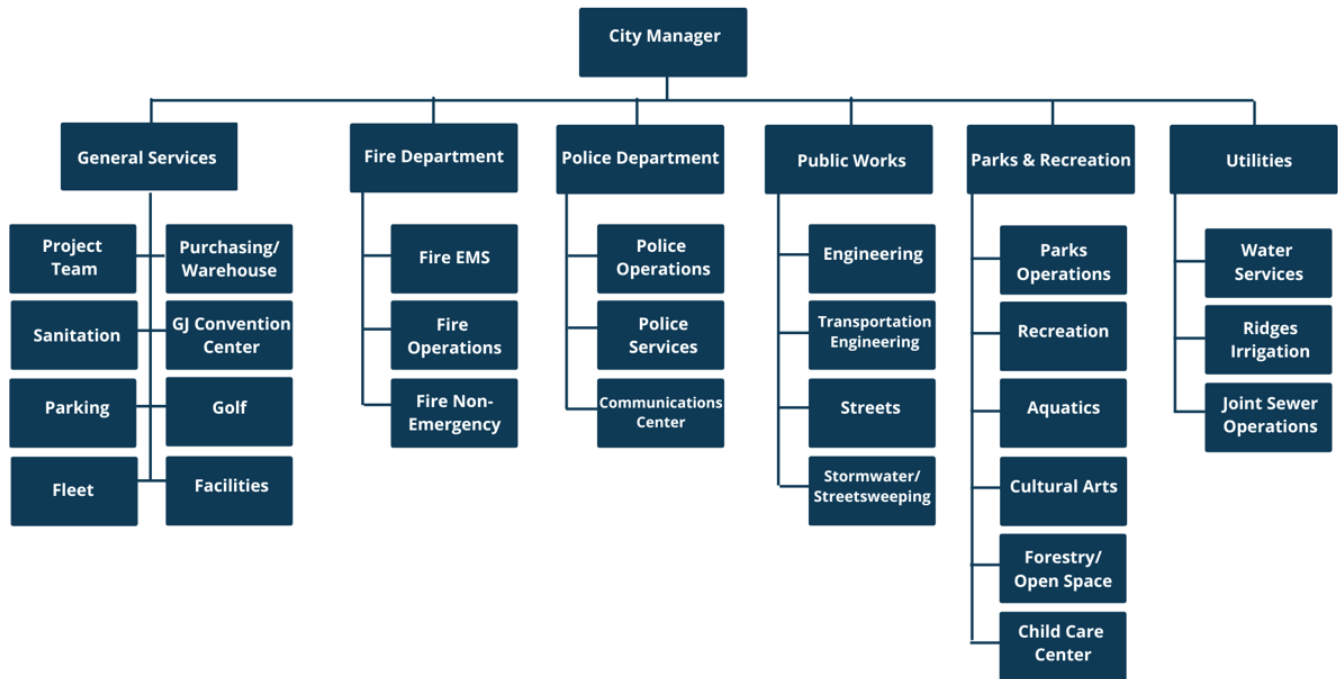 City Manager
General Services
Fire Department
Police Department
Public Works
Parks & Recreation
Utilities
Project
Team
Purchasing/
Warehouse
Sanitation
GJ Convention
Center
Parking
Golf
Fleet
Facilities
Fire EMS
Fire
Operations
Fire Non-
Emergency
Police
Operations
Police
Services
Communications
Center
Engineering
Transportation
Engineering
Streets
Stormwater/
Streetsweeping
Parks
Operations
Recreation
Aquatics
Cultural Arts
Forestry/
Open Space
Child Care
Center
Water
Services
Ridges
Irrigation
Joint Sewer
Operations